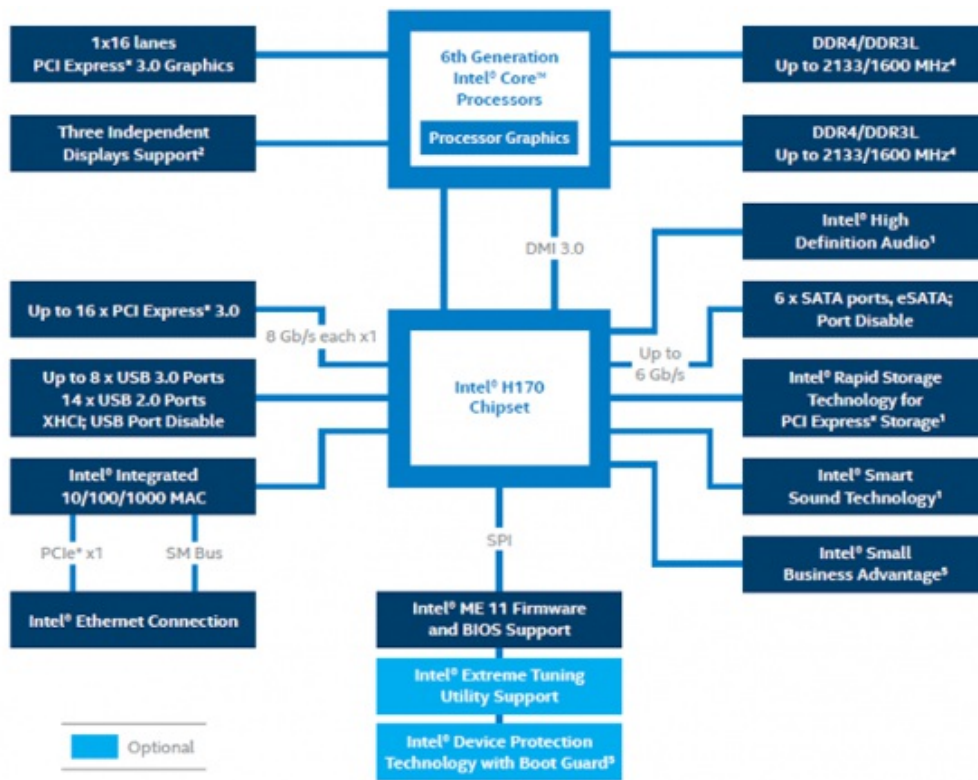 1x16 lanes
PCI Express* 3.0 Graphics
Three Independent
Displays Support²
6th Generation
Intel® Core™
Processors
Processor Graphics
DDR4/DDR3L
Up to 2133/1600 MHz⁴
DDR4/DDR3L
Up to 2133/1600 MHz⁴
DMI 3.0
Up to 16 x PCI Express* 3.0
8 Gb/s each x1
Up to 8 x USB 3.0 Ports
14 x USB 2.0 Ports
XHCI; USB Port Disable
Intel® Integrated
10/100/1000 MAC
PCIe* x1
SM Bus
Intel® Ethernet Connection
Intel® H170
Chipset
Intel® High
Definition Audio¹
6 x SATA ports, eSATA;
Port Disable
Up to
6 Gb/s
Intel® Rapid Storage
Technology for
PCI Express* Storage¹
Intel® Smart
Sound Technology¹
Intel® Small
Business Advantage⁵
SPI
Intel® ME 11 Firmware
and BIOS Support
Intel® Extreme Tuning
Utility Support
Intel® Device Protection
Technology with Boot Guard⁵
Optional